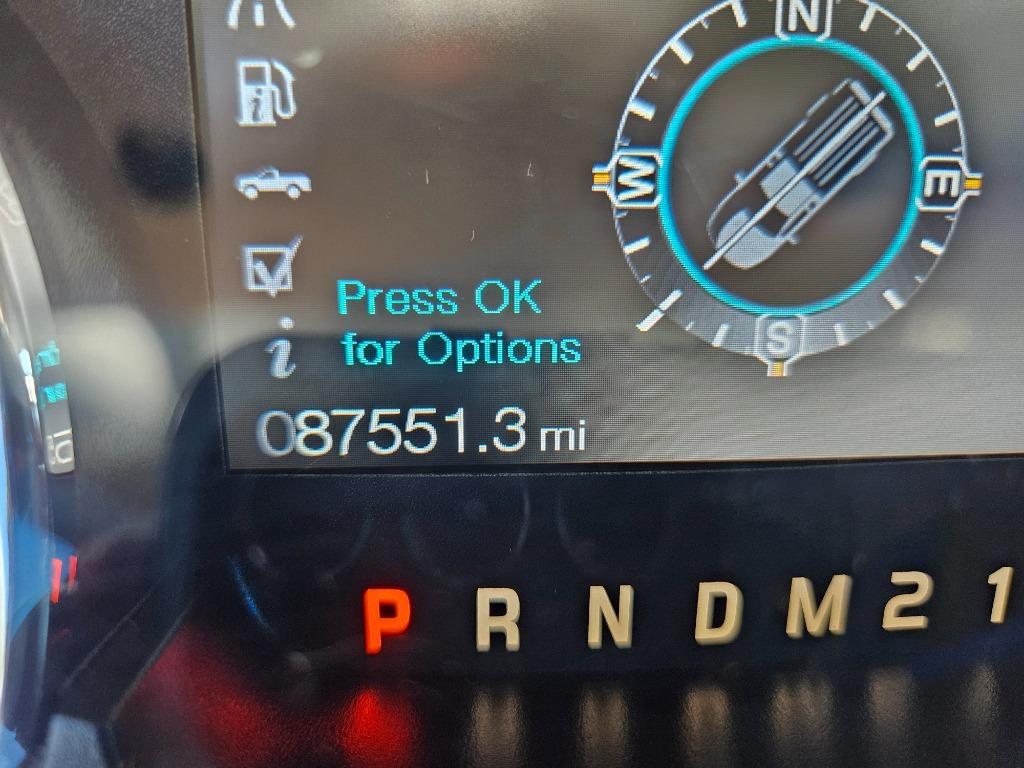 N
W
E
S
Press OK
for Options
087551.3 mi
P R N D M 2 1